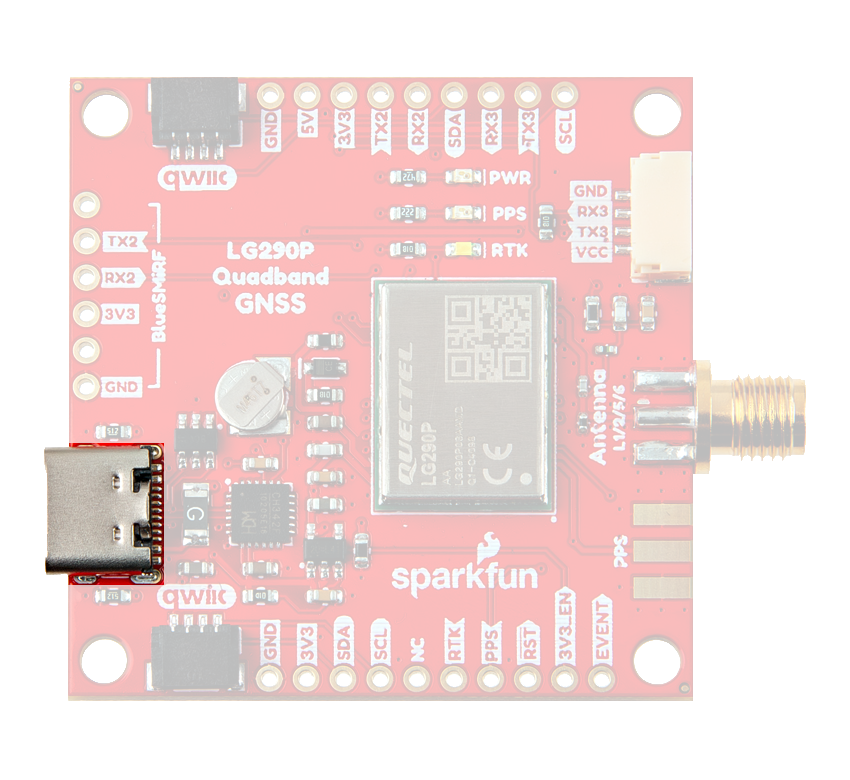 GND
5V
3V3
TX2
RX2
SDA
RX3
TX3
SCL
qwiic
472
PWR
222
PPS
RTK
GND
RX3
TX3
VCC
TX2
RX2
3V3
GND
BlueSMiRF
LG290P
Quadband
GNSS
QUECTEL
LG290P
CE
Antenna
L1/2/5/6
G
PPS
sparkfun
qwiic
GND
3V3
SDA
SCL
NC
RTK
PPS
RST
3V3_EN
EVENT